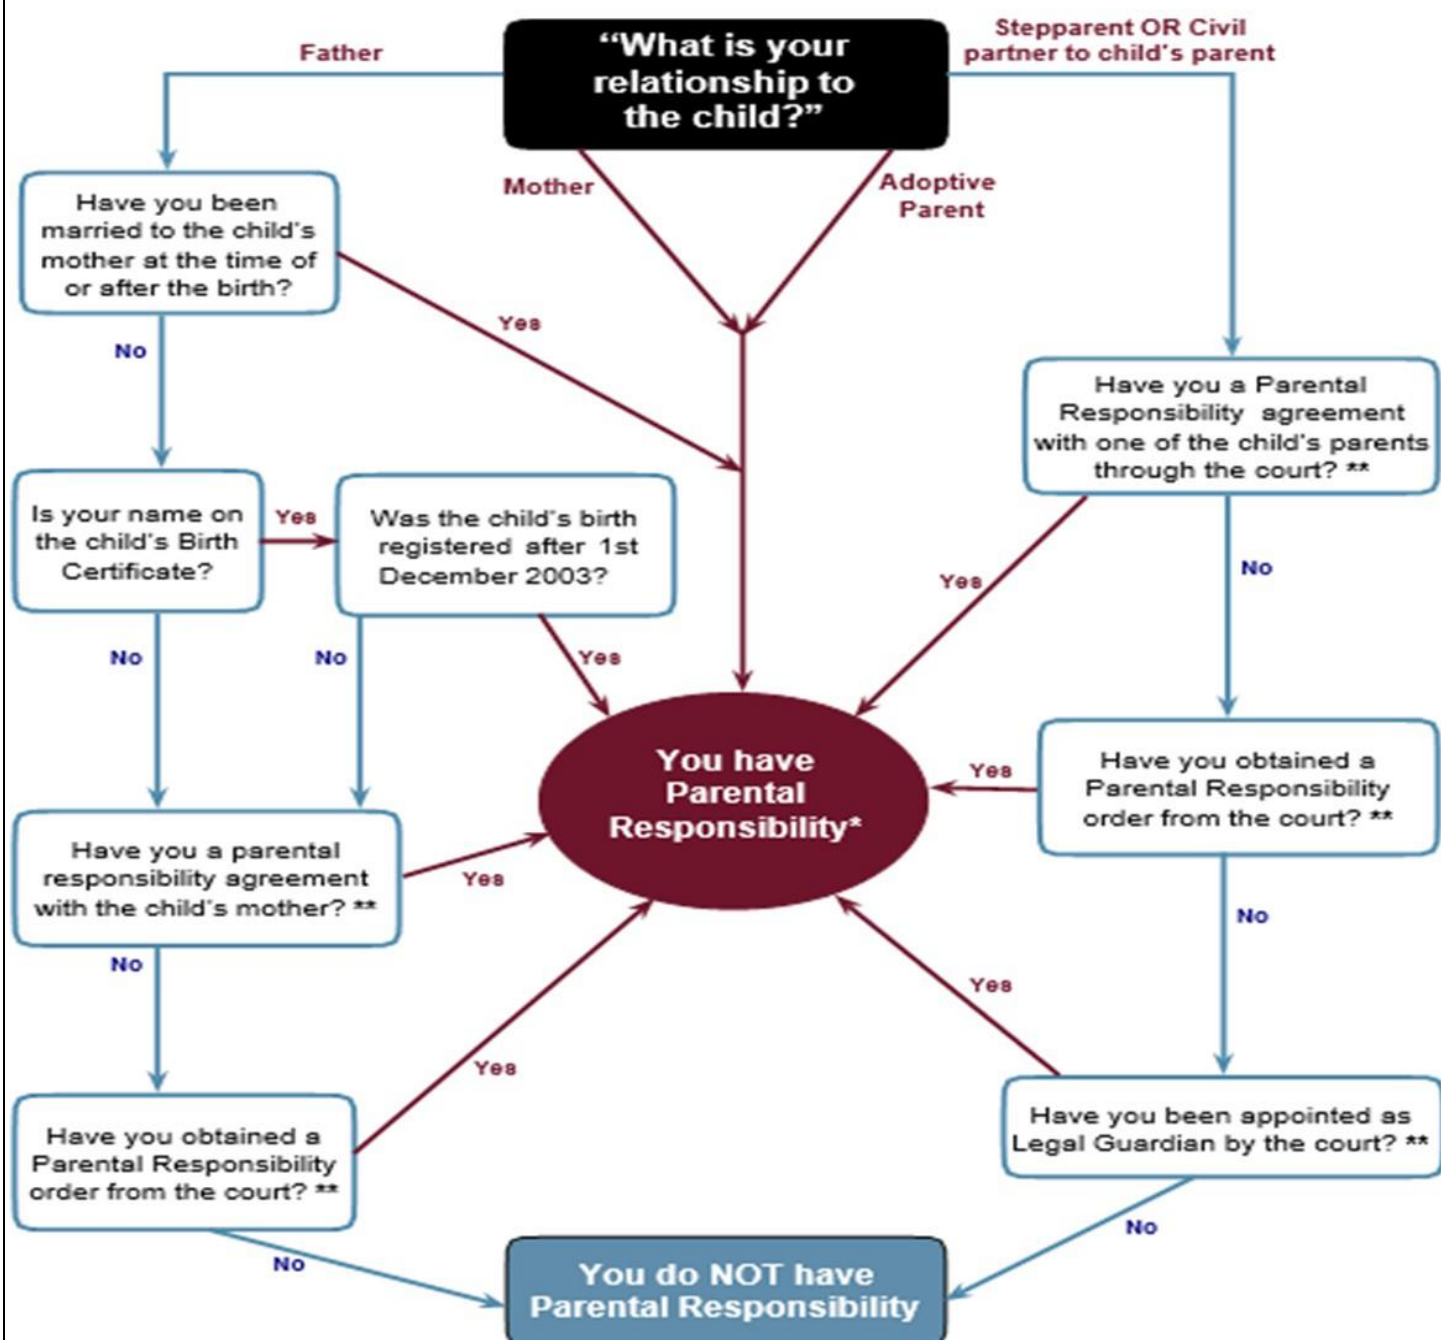 Father
“What is your
relationship to
the child?”
Stepparent OR Civil
partner to child's parent
Mother
Adoptive
Parent
Have you been
married to the child's
mother at the time of
or after the birth?
Yes
No
Have you a Parental
Responsibility agreement
with one of the child's parents
through the court? **
Is your name on
the child's Birth
Certificate?
Yes
Was the child's birth
registered after 1st
December 2003?
Yes
No
No
No
Yes
You have
Parental
Responsibility*
Yes
Have you obtained a
Parental Responsibility
order from the court? **
Have you a parental
responsibility agreement
with the child's mother? **
Yes
No
No
Yes
Yes
Have you obtained a
Parental Responsibility
order from the court? **
Have you been appointed as
Legal Guardian by the court? **
No
No
You do NOT have
Parental Responsibility